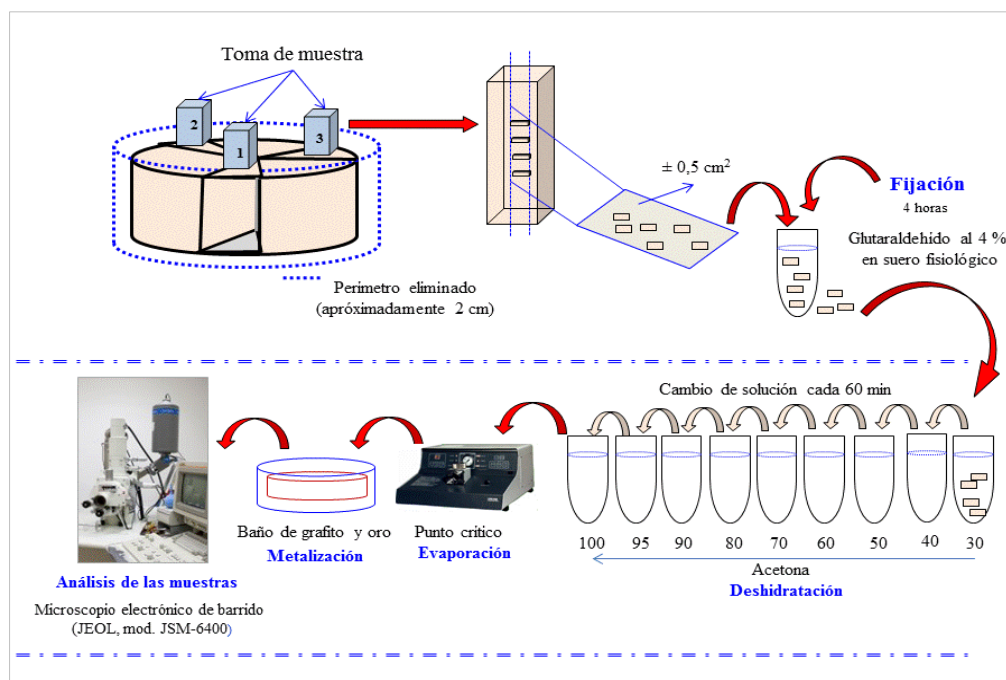 Toma de muestra
2
1
3
± 0,5 cm2
Fijación
4 horas
Glutaraldehido al 4 %
en suero fisiológico
Perimetro eliminado
(apróximadamente 2 cm)
Cambio de solución cada 60 min
100 95 90 80 70 60 50 40 30
Acetona
Deshidratación
Punto critico
Evaporación
Baño de grafito y oro
Metalización
Análisis de las muestras
Microscopio electrónico de barrido
(JEOL, mod. JSM-6400)